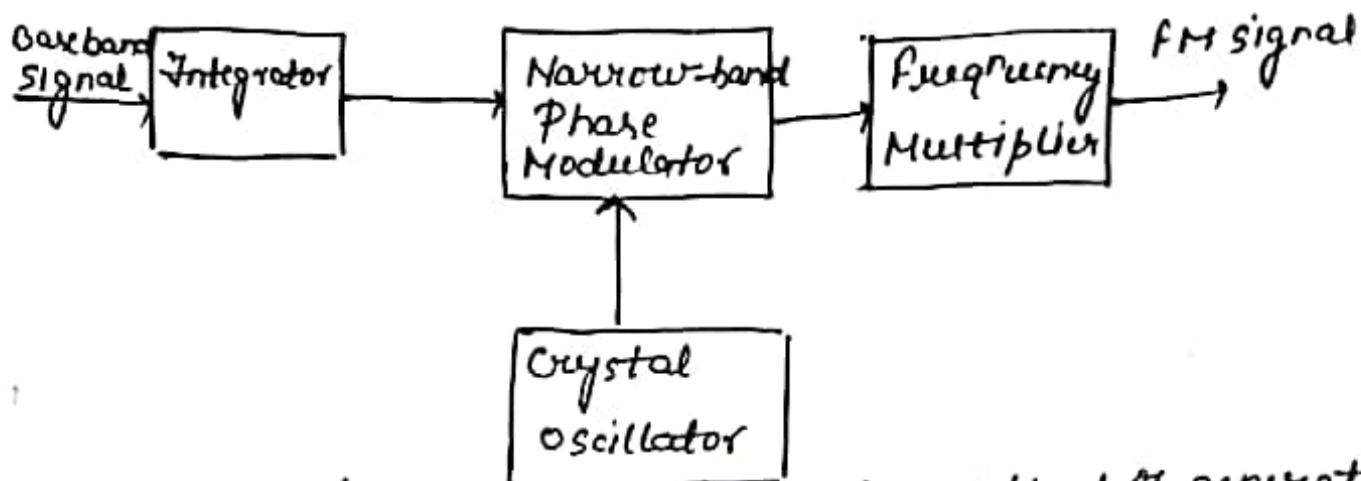 Baseband
Signal
Integrator
Narrow-band
Phase
Modulator
Frequency
Multiplier
FM signal
Crystal
Oscillator